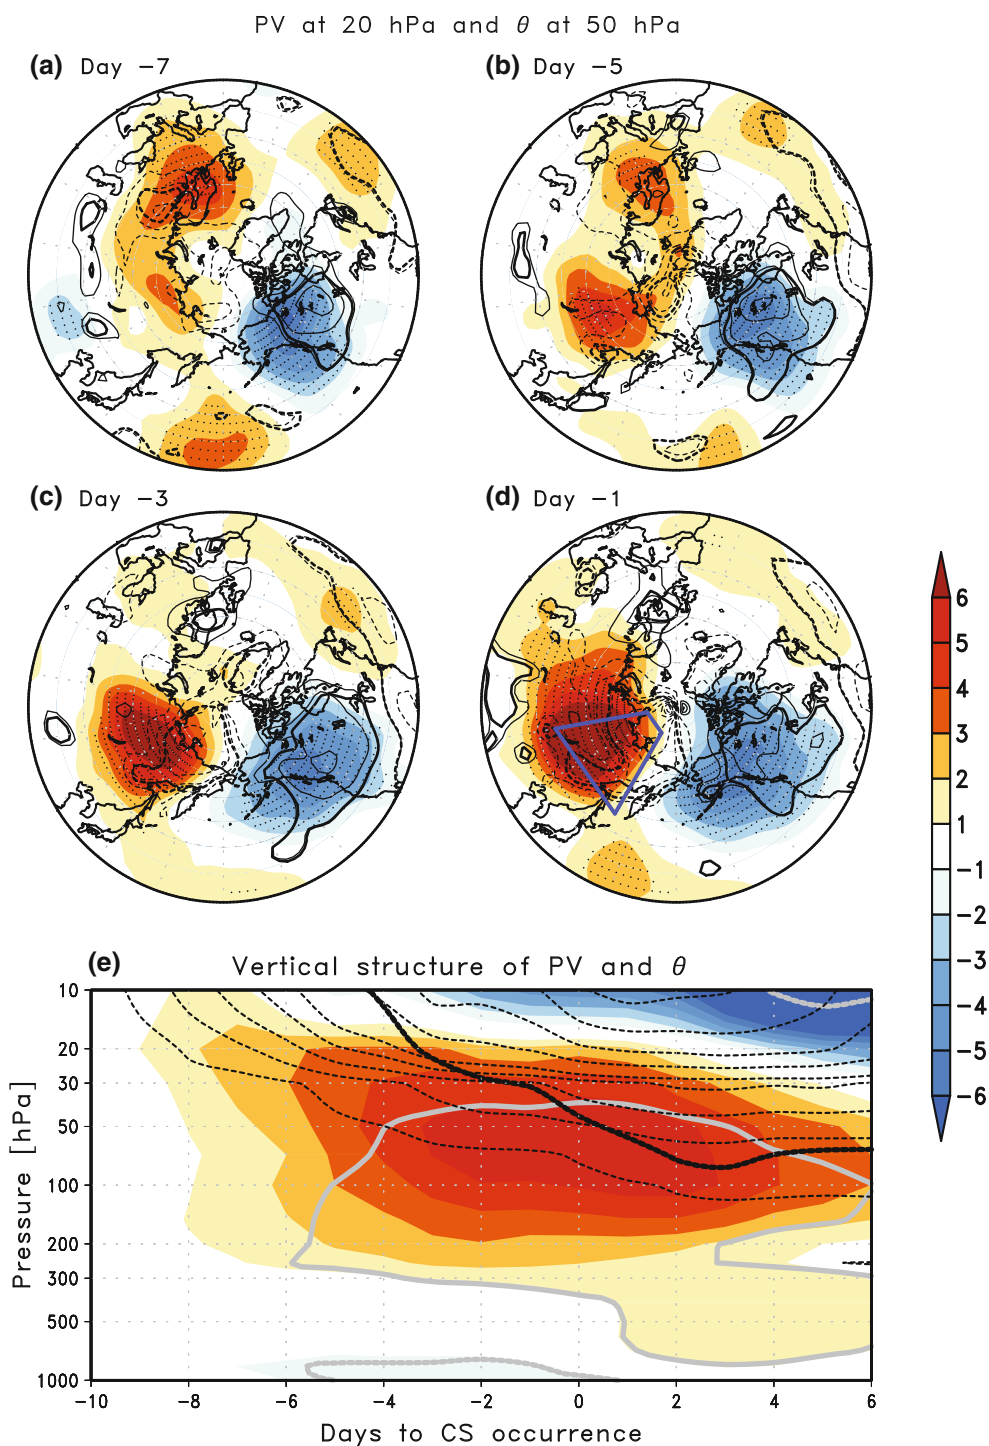 PV at 20 hPa and θ at 50 hPa
(a) Day −7
(b) Day −5
(c) Day −3
(d) Day −1
6
5
4
3
2
1
−1
−2
−3
−4
−5
−6
(e) Vertical structure of PV and θ
Pressure [hPa]
10
20
30
50
100
200
300
500
1000
−10 −8 −6 −4 −2 0 2 4 6
Days to CS occurrence